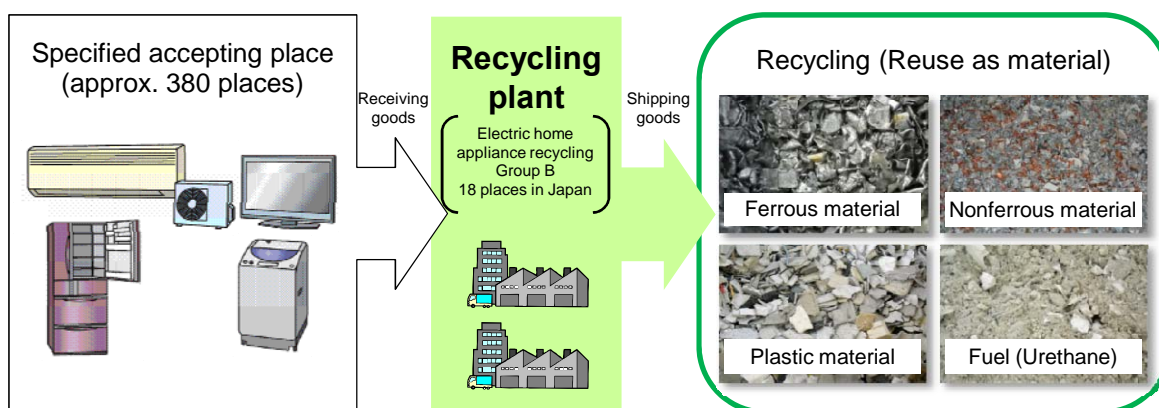 Specified accepting place
(approx. 380 places)
Receiving
goods
Recycling
plant
Electric home
appliance recycling
Group B
18 places in Japan
Shipping
goods
Recycling (Reuse as material)
Ferrous material
Nonferrous material
Plastic material
Fuel (Urethane)